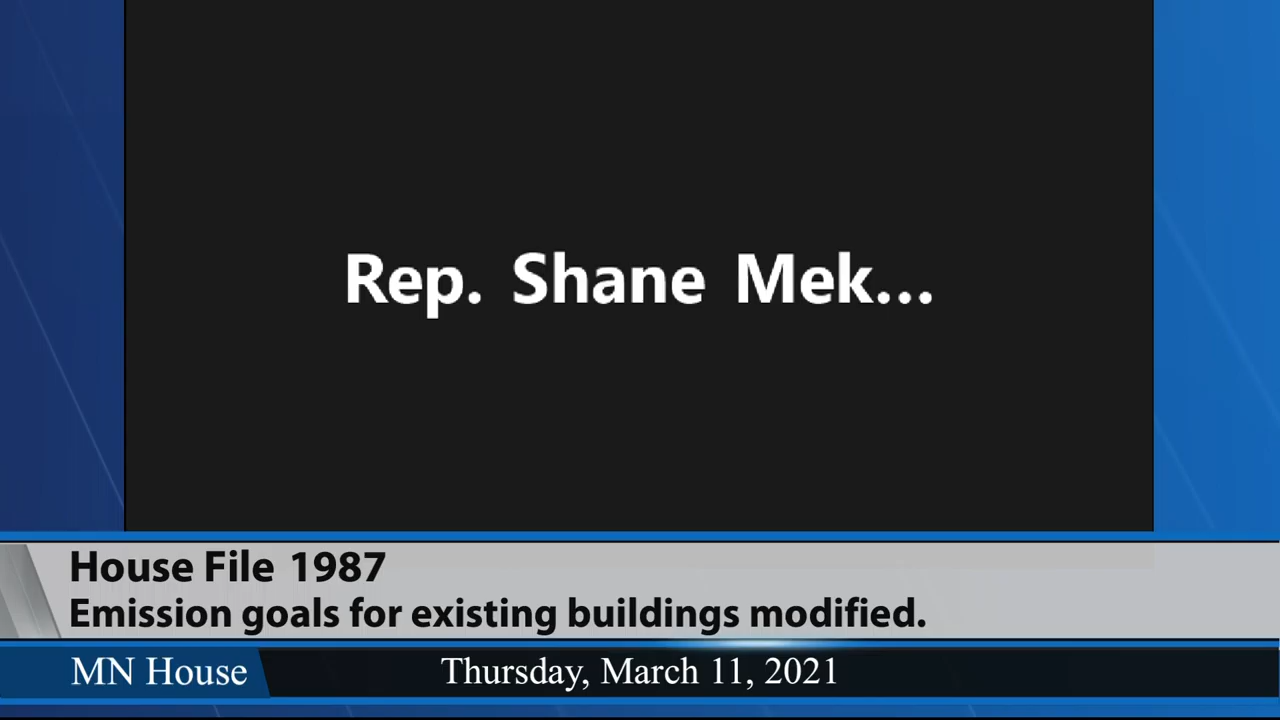 Rep. Shane Mek...
House File 1987
Emission goals for existing buildings modified.
MN House
Thursday, March 11, 2021